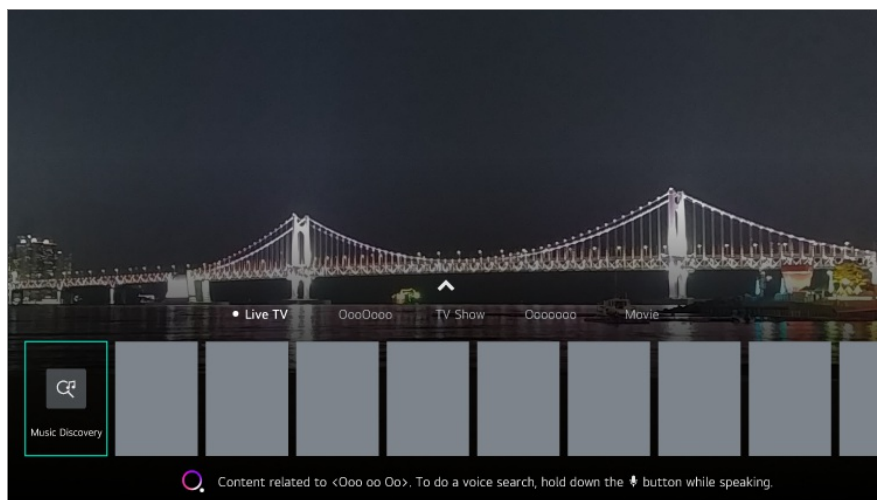 Live TV OooOooo TV Show Ooooooo Movie
Music Discovery
Content related to <Ooo oo Oo>. To do a voice search, hold down the button while speaking.